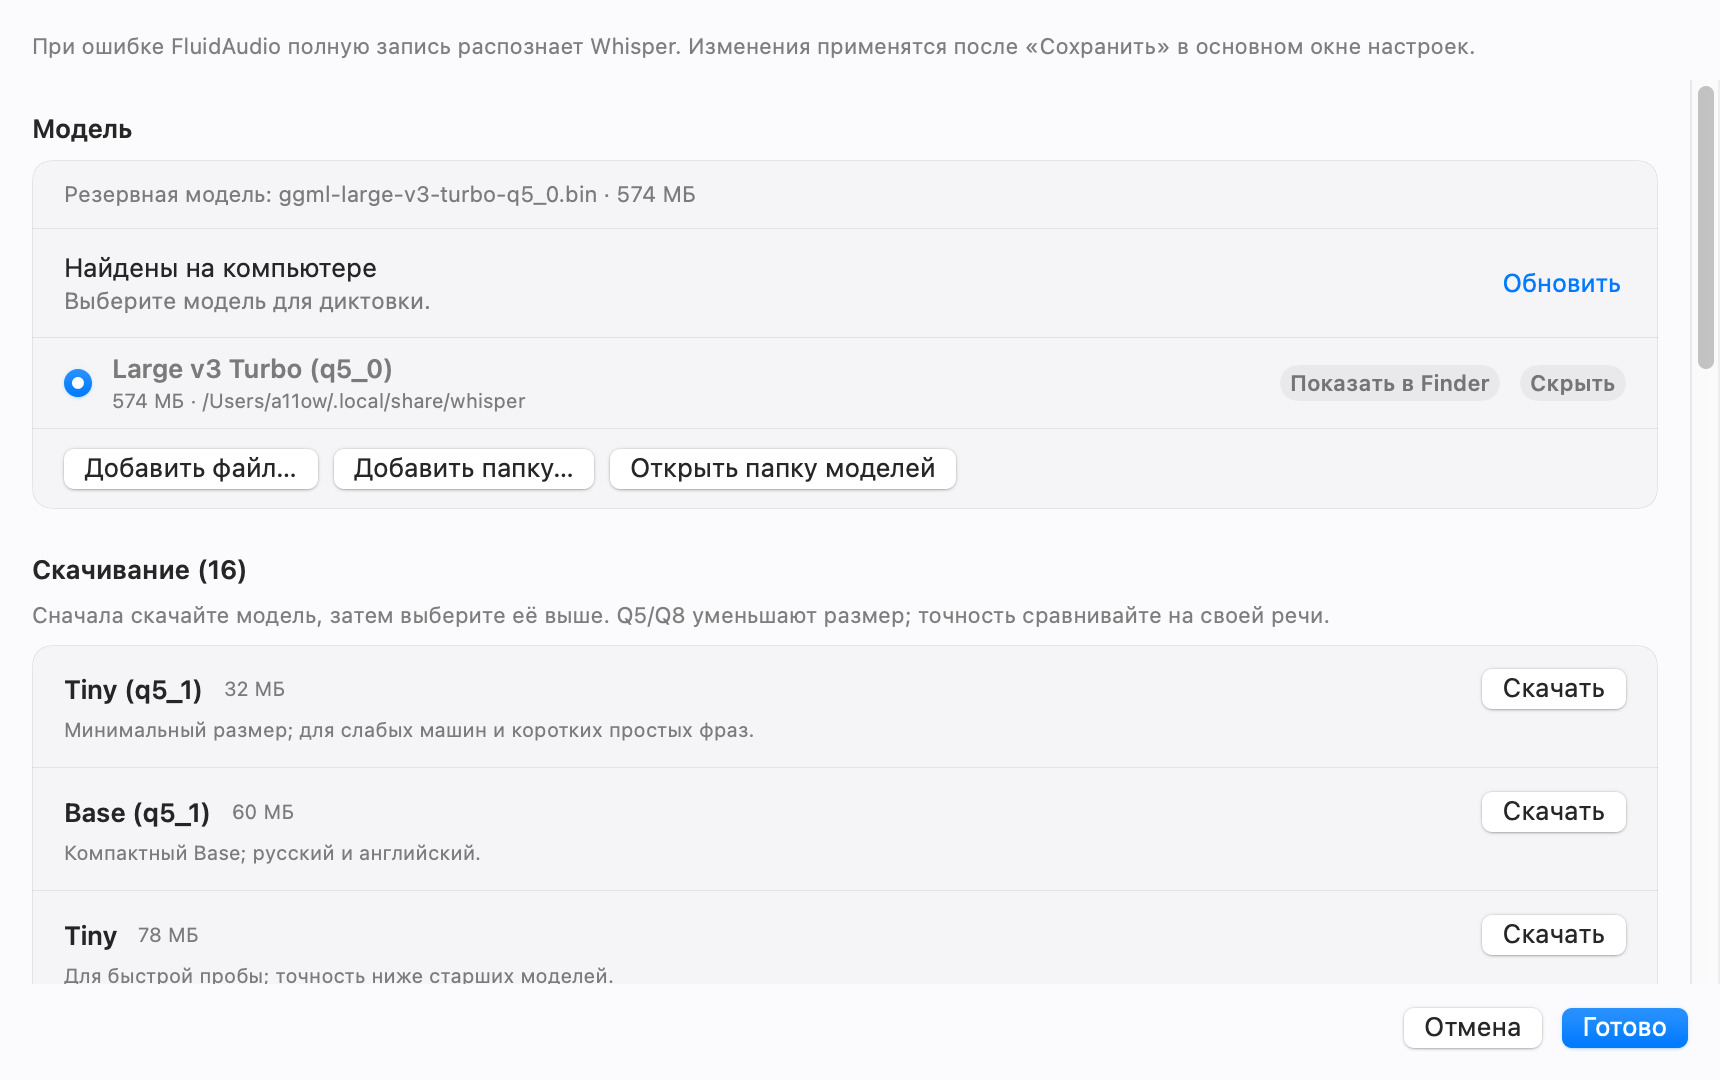 При ошибке FluidAudio полную запись распознает Whisper. Изменения применятся после «Сохранить» в основном окне настроек.
Модель
Резервная модель: ggml-large-v3-turbo-q5_0.bin · 574 МБ
Найдены на компьютере
Выберите модель для диктовки.
Обновить
Large v3 Turbo (q5_0)
574 МБ · /Users/a11ow/.local/share/whisper
Показать в Finder
Скрыть
Добавить файл...
Добавить папку...
Открыть папку моделей
Скачивание (16)
Сначала скачайте модель, затем выберите её выше. Q5/Q8 уменьшают размер; точность сравнивайте на своей речи.
Tiny (q5_1) 32 МБ
Скачать
Минимальный размер; для слабых машин и коротких простых фраз.
Base (q5_1) 60 МБ
Скачать
Компактный Base; русский и английский.
Tiny 78 МБ
Скачать
Для быстрой пробы; точность ниже старших моделей.
Отмена
Готово